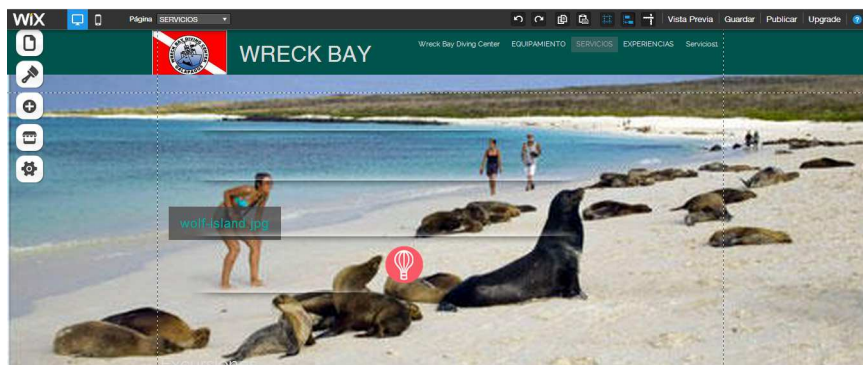 WiX Página SERVICIOS Vista Previa Guardar Publicar Upgrade ?
WRECK BAY
Wreck Bay Diving Center EQUIPAMIENTO SERVICIOS EXPERIENCIAS Servicios1
wolf-island.jpg